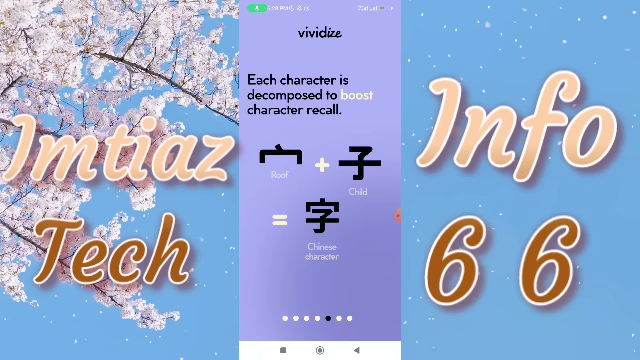 vividize
Each character is
decomposed to boost
character recall.
宀 + 子
Roof
Child
= 字
Chinese
character
Imtiaz
Tech
Info
6 6